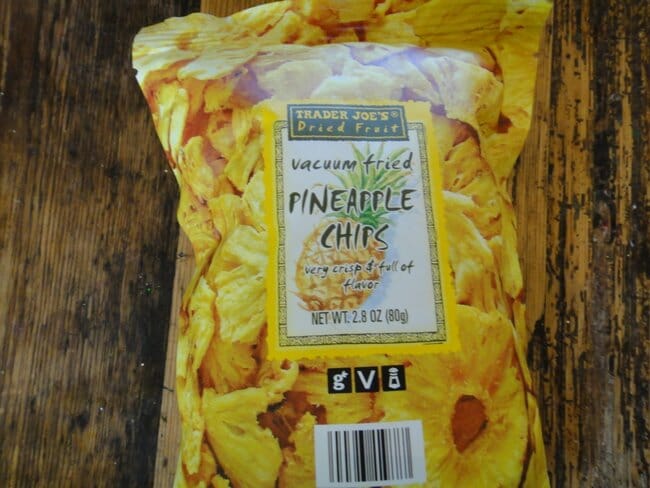 TRADER JOE'S®
Dried Fruit
vacuum fried
PINEAPPLE
CHIPS
very crisp & full of
flavor
NET WT. 2.8 OZ (80g)
g V